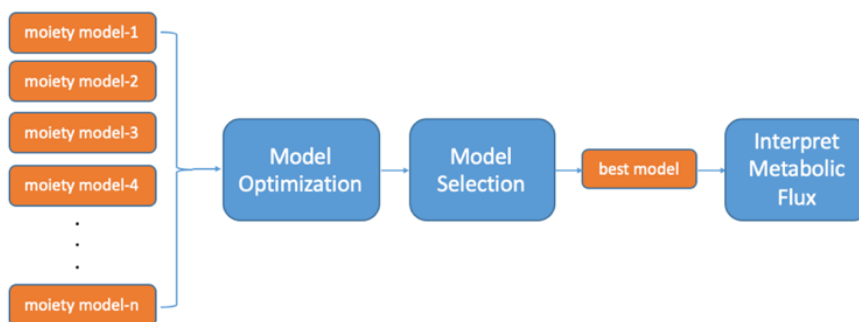 moiety model-1
moiety model-2
moiety model-3
moiety model-4
moiety model-n
Model
Optimization
Model
Selection
best model
Interpret
Metabolic
Flux